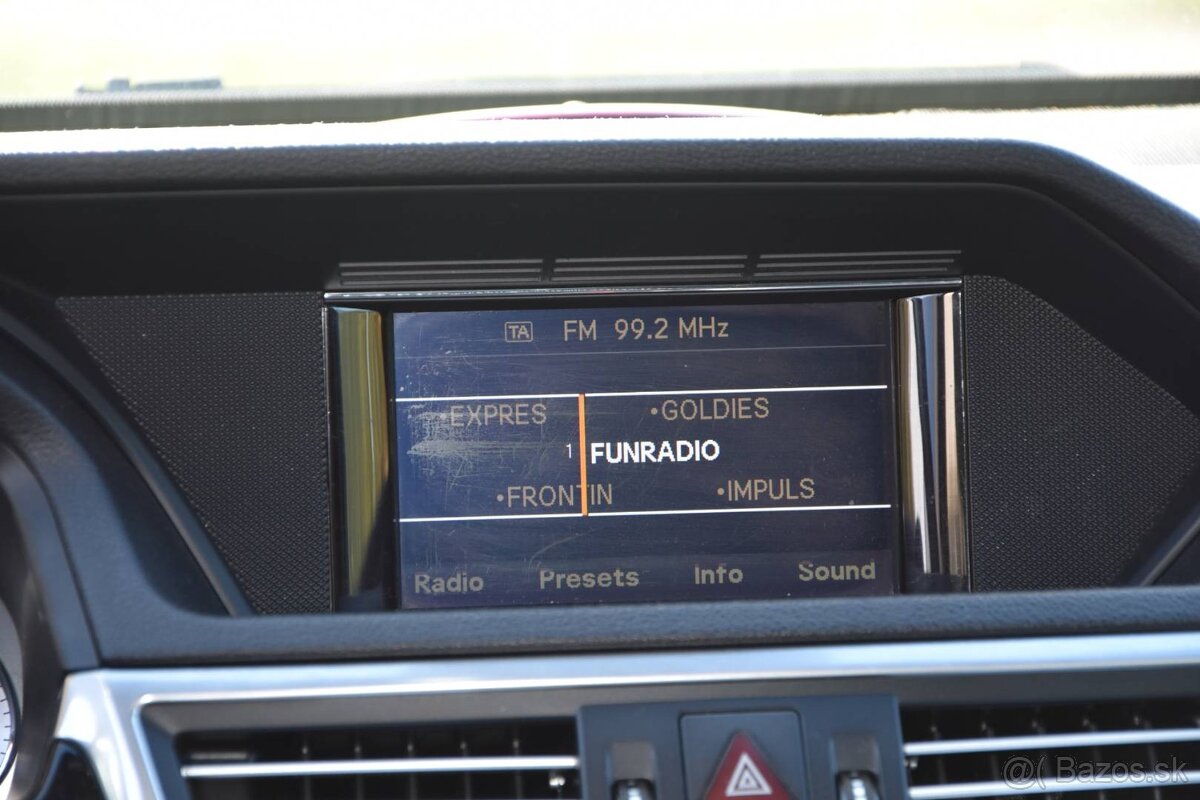 TA FM 99.2 MHz
•EXPRES •GOLDIES
1 FUNRADIO
•FRONTIN •IMPULS
Radio Presets Info Sound
@( Bazos.sk